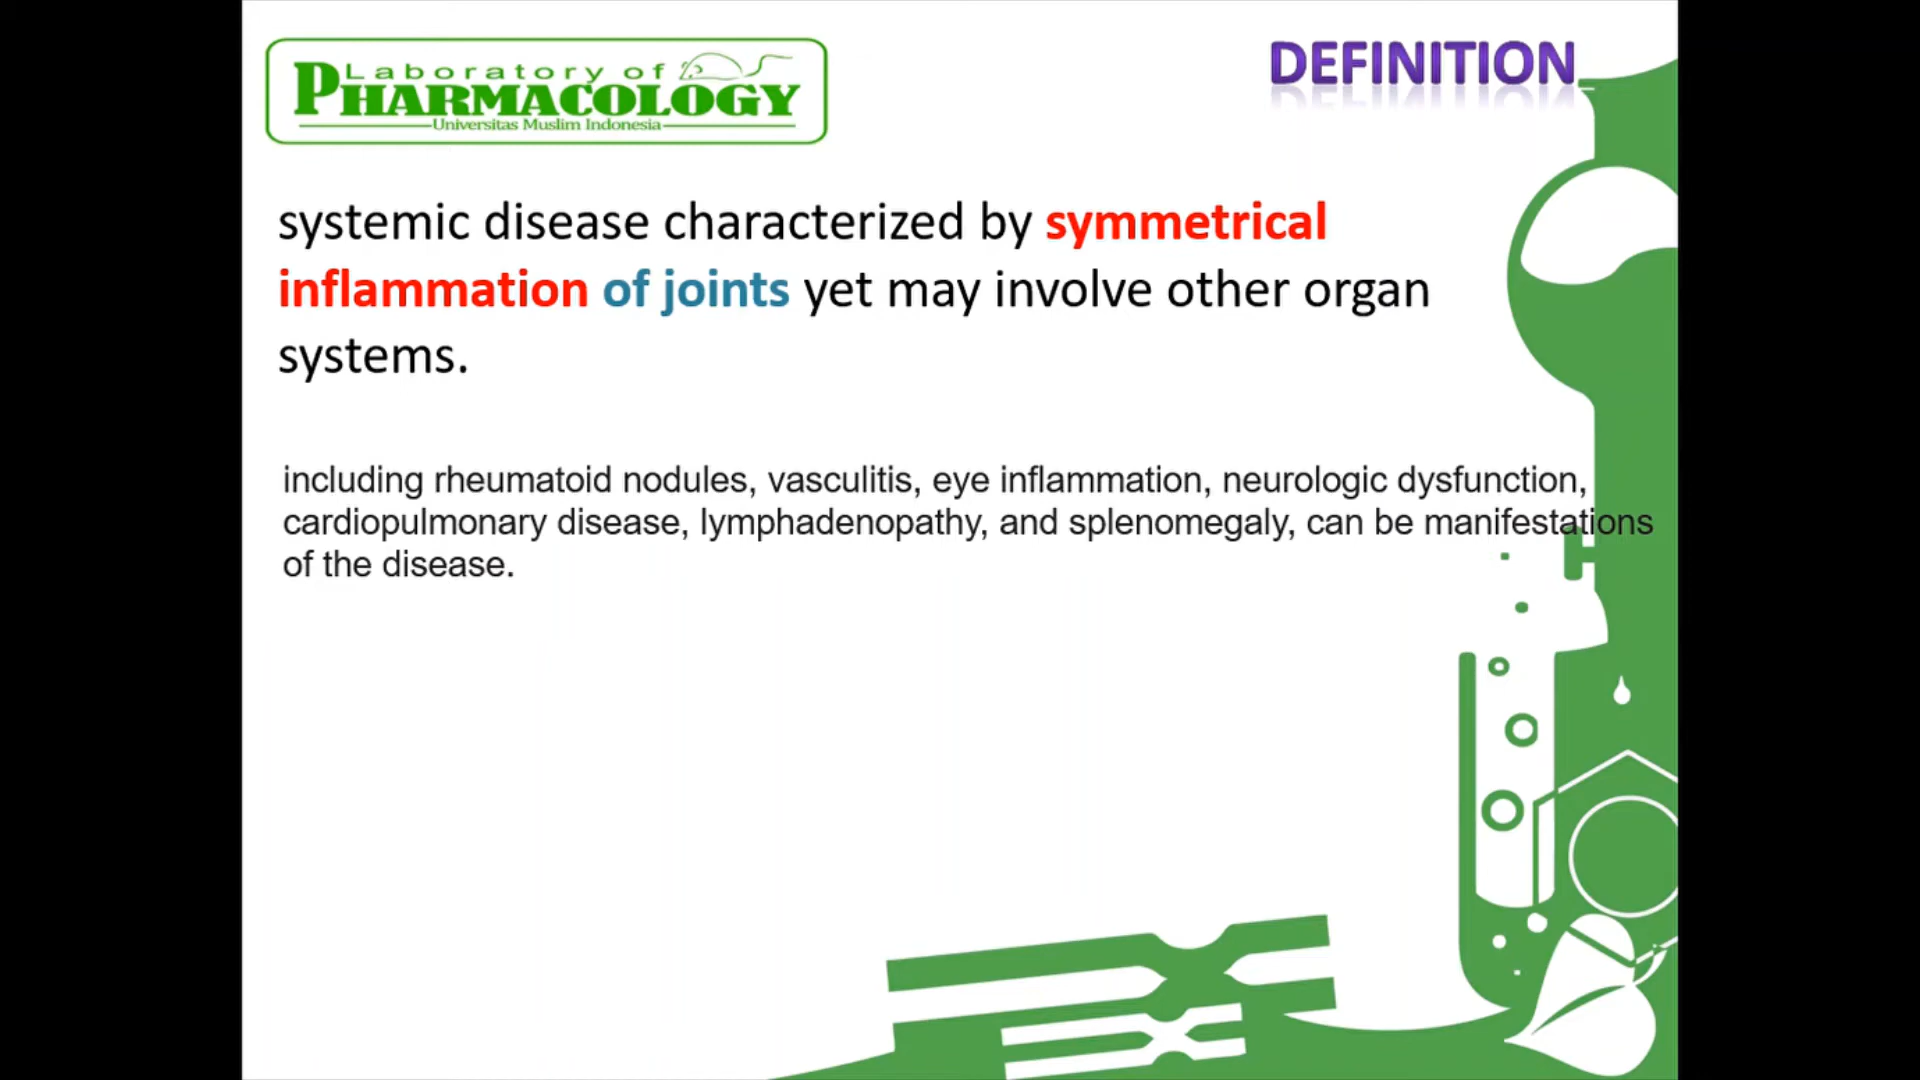 Laboratory of
PHARMACOLOGY
Universitas Muslim Indonesia
DEFINITION
systemic disease characterized by symmetrical
inflammation of joints yet may involve other organ
systems.
including rheumatoid nodules, vasculitis, eye inflammation, neurologic dysfunction,
cardiopulmonary disease, lymphadenopathy, and splenomegaly, can be manifestations
of the disease.